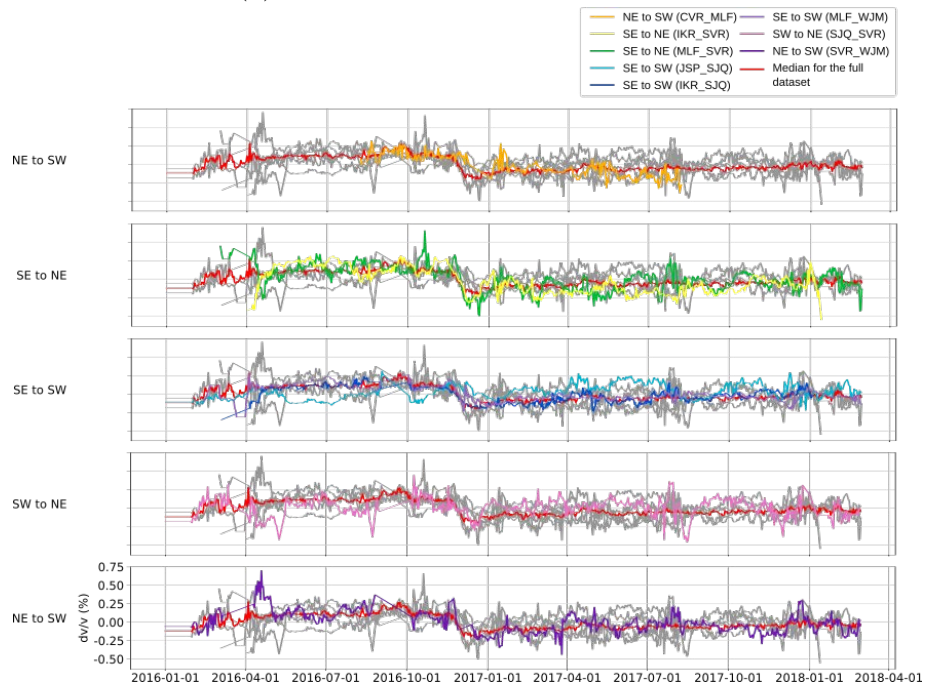 NE to SW (CVR_MLF)
SE to NE (IKR_SVR)
SE to NE (MLF_SVR)
SE to SW (JSP_SJQ)
SE to SW (IKR_SJQ)
SE to SW (MLF_WJM)
SW to NE (SJQ_SVR)
NE to SW (SVR_WJM)
Median for the full
dataset
NE to SW
SE to NE
SE to SW
SW to NE
NE to SW
dv/v (%)
0.75
0.50
0.25
0.00
-0.25
-0.50
2016-01-01 2016-04-01 2016-07-01 2016-10-01 2017-01-01 2017-04-01 2017-07-01 2017-10-01 2018-01-01 2018-04-01